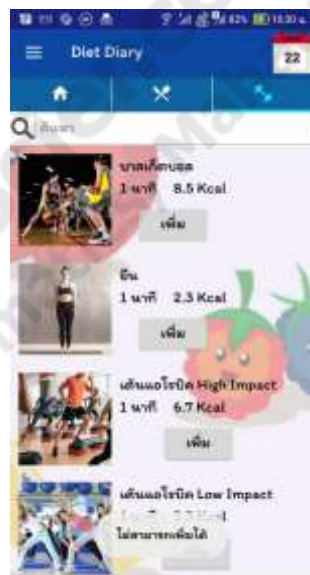 82% 10:30 น.
Diet Diary
22
ค้นหา
บาสเก็ตบอล
1 นาที 8.5 Kcal
เพิ่ม
ยืน
1 นาที 2.3 Kcal
เพิ่ม
เต้นแอโรบิค High Impact
1 นาที 6.7 Kcal
เพิ่ม
เต้นแอโรบิค Low Impact
ไม่สามารถเพิ่มได้